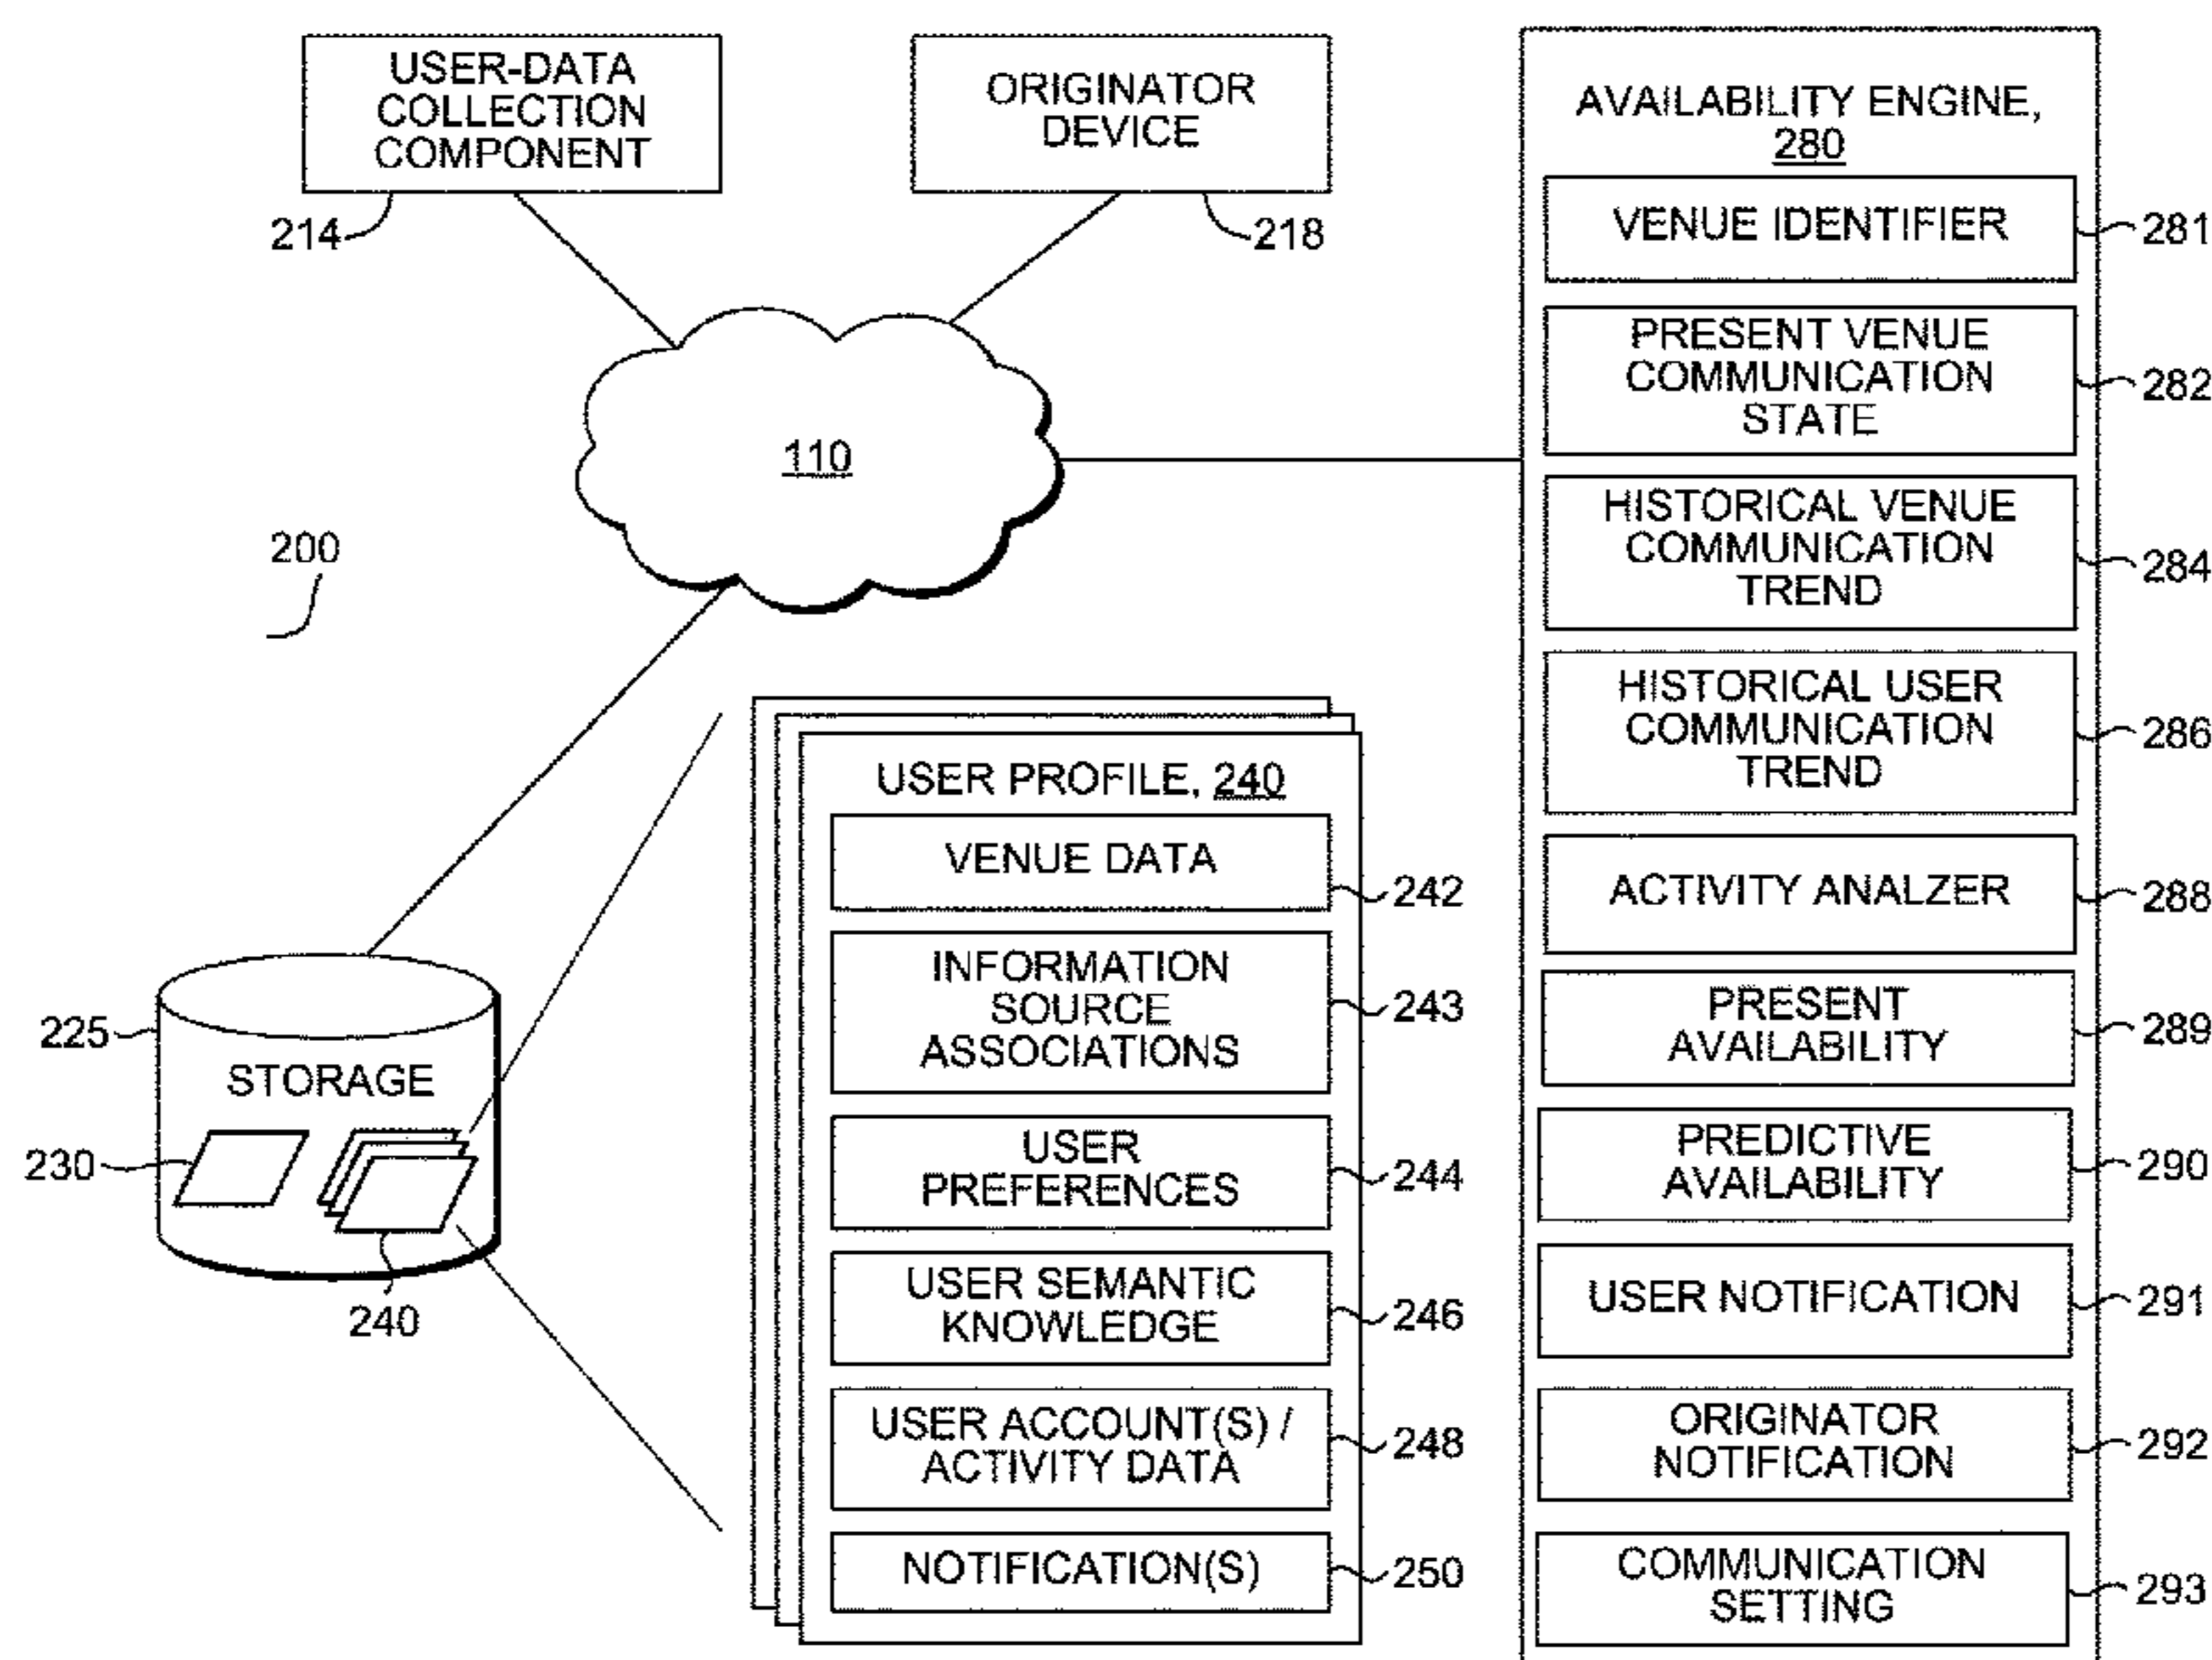 USER-DATA
COLLECTION
COMPONENT
214
ORIGINATOR
DEVICE
218
110
200
225
STORAGE
230
240
USER PROFILE, 240
VENUE DATA
242
INFORMATION
SOURCE
ASSOCIATIONS
243
USER
PREFERENCES
244
USER SEMANTIC
KNOWLEDGE
246
USER ACCOUNT(S) /
ACTIVITY DATA
248
NOTIFICATION(S)
250
AVAILABILITY ENGINE,
280
VENUE IDENTIFIER
281
PRESENT VENUE
COMMUNICATION
STATE
282
HISTORICAL VENUE
COMMUNICATION
TREND
284
HISTORICAL USER
COMMUNICATION
TREND
286
ACTIVITY ANALZER
288
PRESENT
AVAILABILITY
289
PREDICTIVE
AVAILABILITY
290
USER NOTIFICATION
291
ORIGINATOR
NOTIFICATION
292
COMMUNICATION
SETTING
293